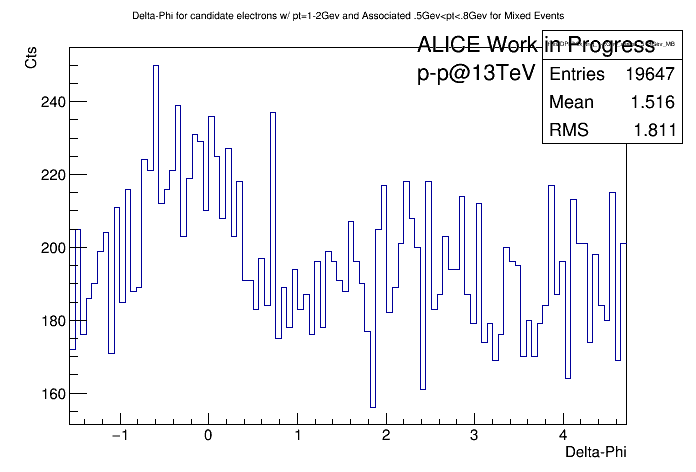 Delta-Phi for candidate electrons w/ pt=1-2Gev and Associated .5Gev<pt<.8Gev for Mixed Events
Cts
ALICE Work in Progress
p-p@13TeV
Entries 19647
Mean 1.516
RMS 1.811
240
220
200
180
160
−1 0 1 2 3 4
Delta-Phi